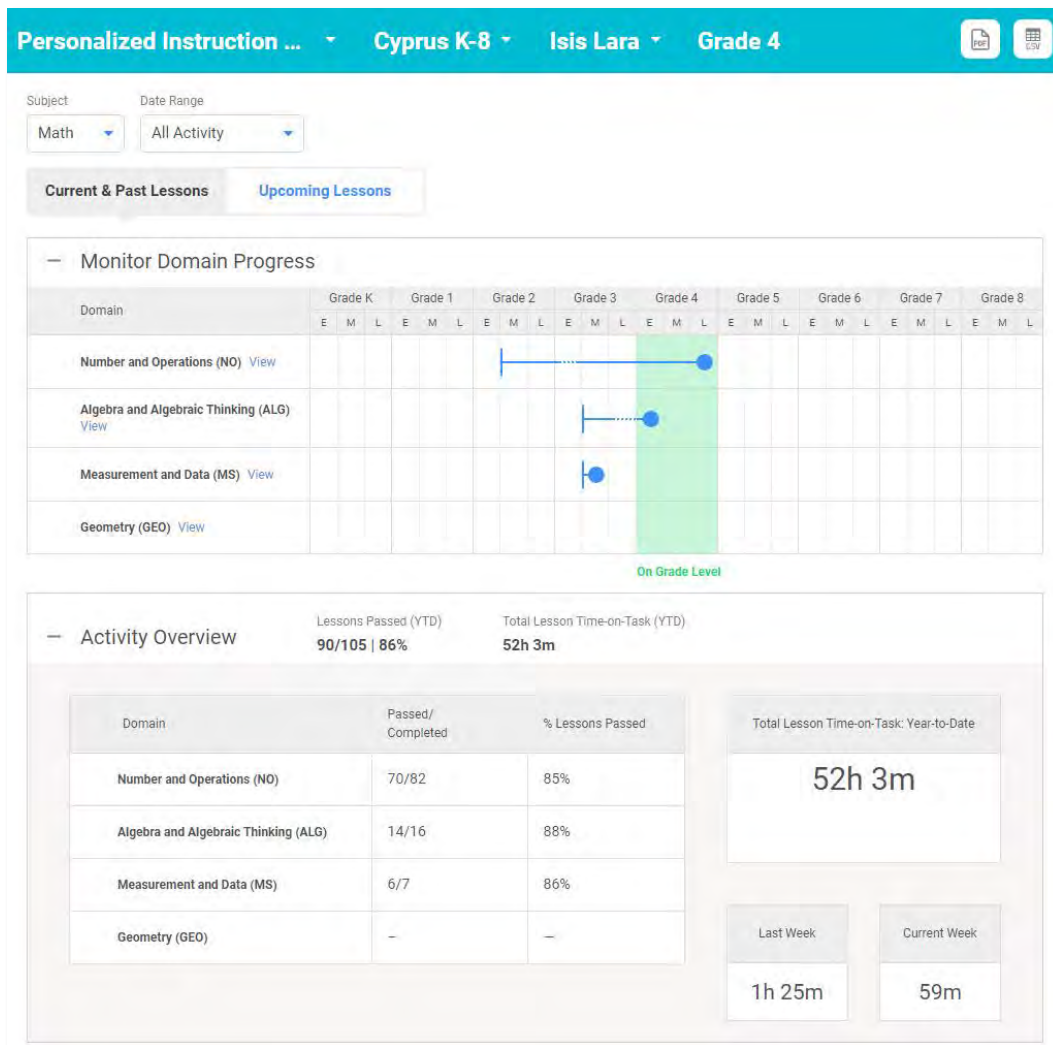 Personalized Instruction ... Cyprus K-8 Isis Lara Grade 4
PDF CSV
Subject Date Range
Math All Activity
Current & Past Lessons Upcoming Lessons
– Monitor Domain Progress
Domain
Grade K Grade 1 Grade 2 Grade 3 Grade 4 Grade 5 Grade 6 Grade 7 Grade 8
E M L E M L E M L E M L E M L E M L E M L E M L E M L
Number and Operations (NO) View
Algebra and Algebraic Thinking (ALG)
View
Measurement and Data (MS) View
Geometry (GEO) View
On Grade Level
– Activity Overview
Lessons Passed (YTD) Total Lesson Time-on-Task (YTD)
90/105 | 86% 52h 3m
Domain Passed/
Completed % Lessons Passed
Number and Operations (NO) 70/82 85%
Algebra and Algebraic Thinking (ALG) 14/16 88%
Measurement and Data (MS) 6/7 86%
Geometry (GEO) – –
Total Lesson Time-on-Task: Year-to-Date
52h 3m
Last Week Current Week
1h 25m 59m